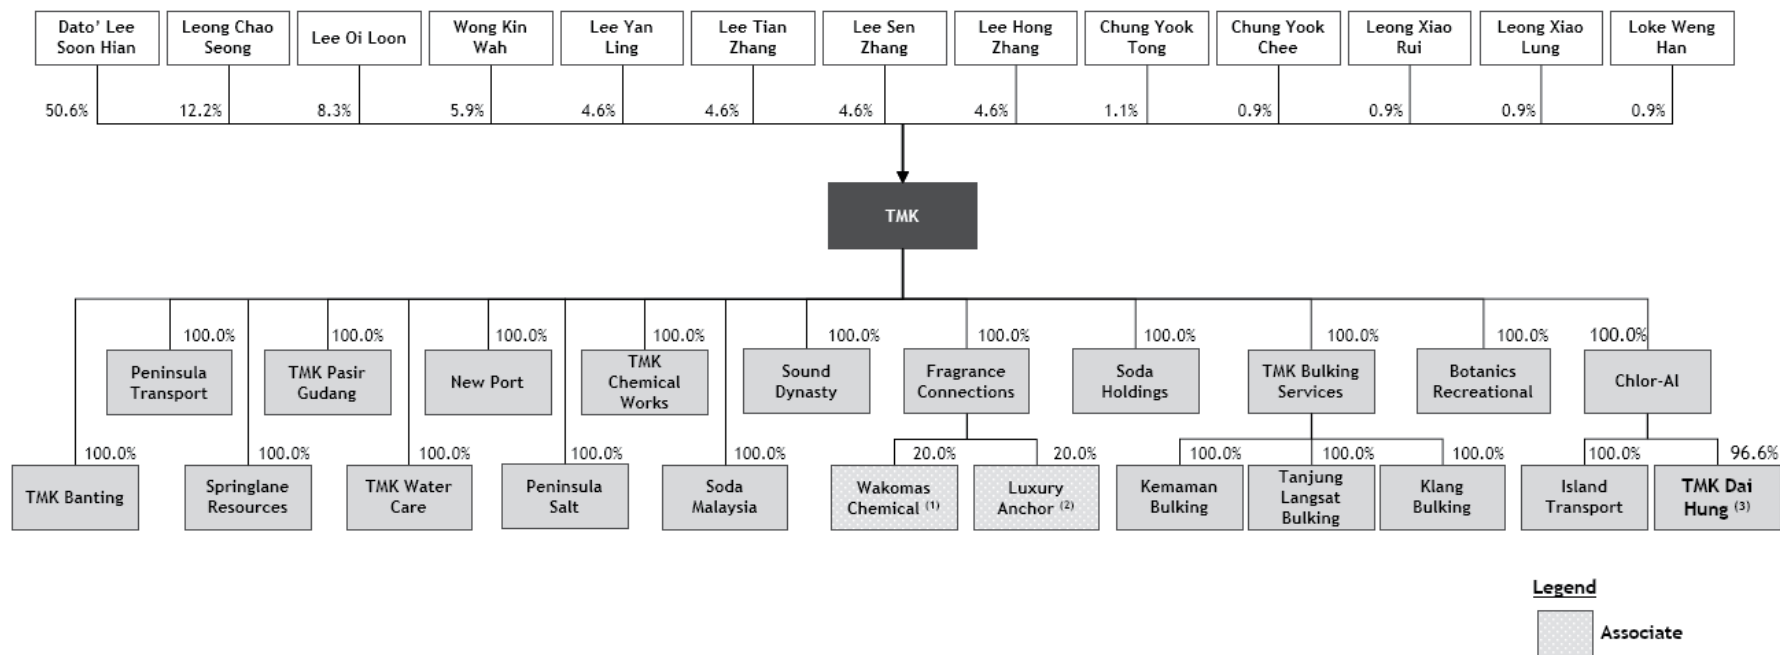 Dato' Lee
Soon Hian
Leong Chao
Seong
Lee Oi Loon
Wong Kin
Wah
Lee Yan
Ling
Lee Tian
Zhang
Lee Sen
Zhang
Lee Hong
Zhang
Chung Yook
Tong
Chung Yook
Chee
Leong Xiao
Rui
Leong Xiao
Lung
Loke Weng
Han
50.6%
12.2%
8.3%
5.9%
4.6%
4.6%
4.6%
4.6%
1.1%
0.9%
0.9%
0.9%
0.9%
TMK
100.0%
100.0%
100.0%
100.0%
100.0%
100.0%
100.0%
100.0%
100.0%
100.0%
Peninsula
Transport
TMK Pasir
Gudang
New Port
TMK
Chemical
Works
Sound
Dynasty
Fragrance
Connections
Soda
Holdings
TMK Bulking
Services
Botanics
Recreational
Chlor-Al
100.0%
100.0%
100.0%
100.0%
100.0%
20.0%
20.0%
100.0%
100.0%
100.0%
100.0%
96.6%
TMK Banting
Springlane
Resources
TMK Water
Care
Peninsula
Salt
Soda
Malaysia
Wakomas
Chemical (1)
Luxury
Anchor (2)
Kemaman
Bulking
Tanjung
Langsat
Bulking
Klang
Bulking
Island
Transport
TMK Dai
Hung (3)
Legend
Associate